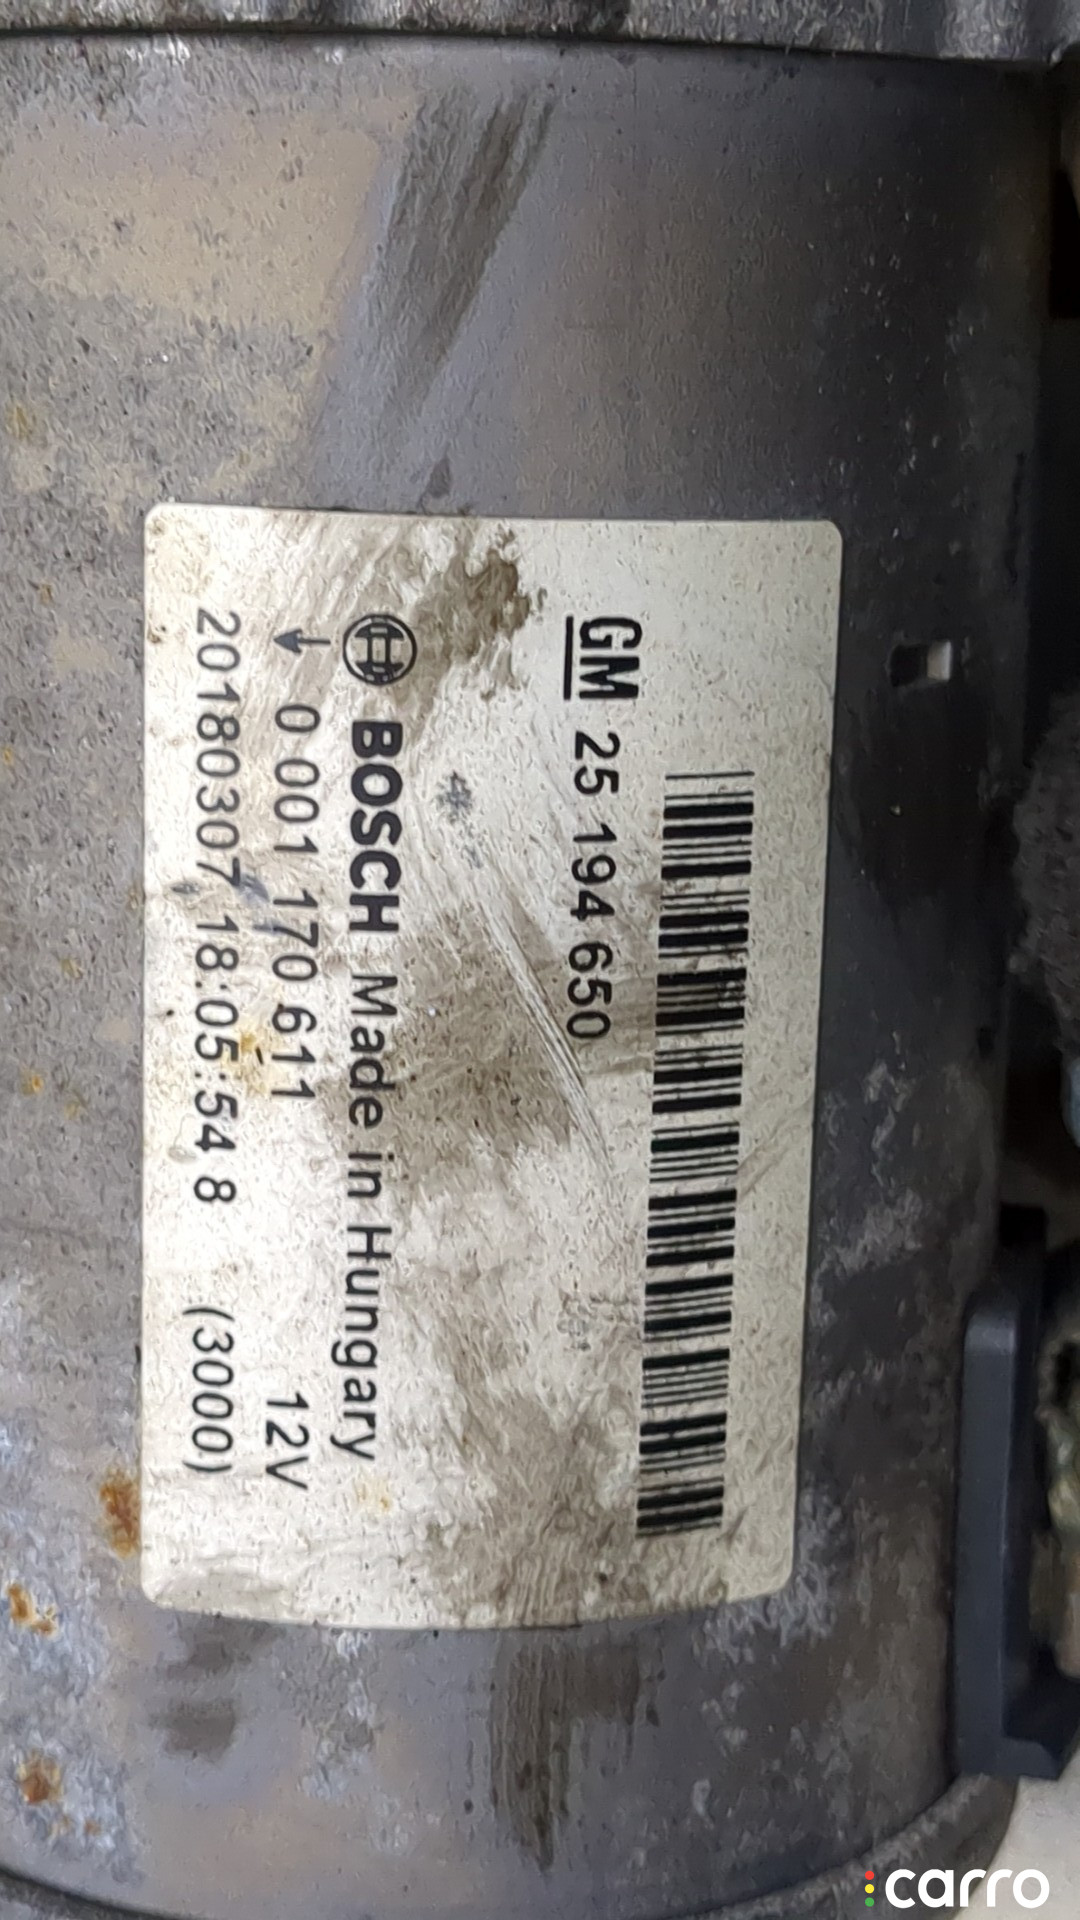 GM 25 194 650
BOSCH Made in Hungary
0 001 170 611 12V
20180307 18:05:54 8 (3000)
carro